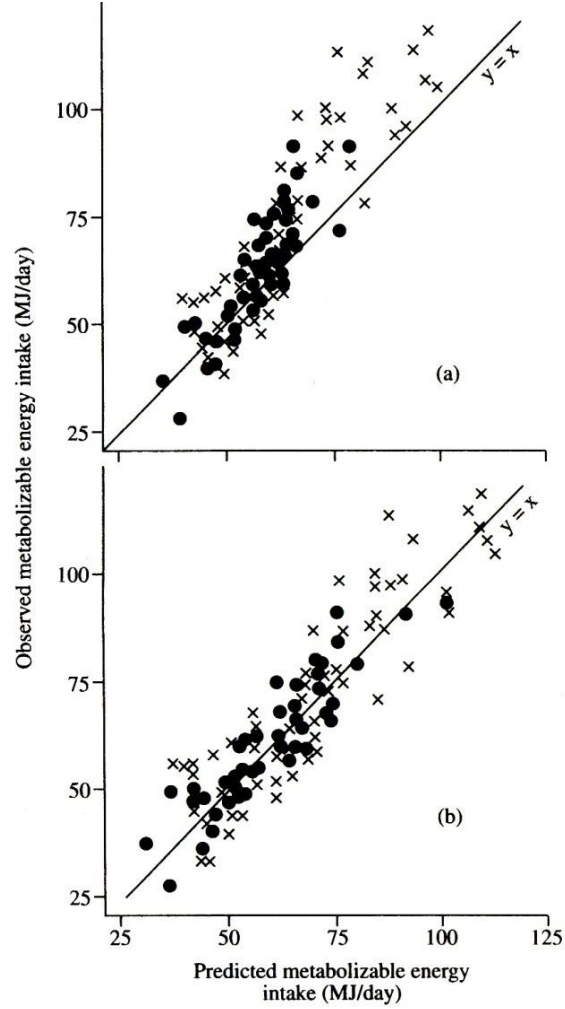 Observed metabolizable energy intake (MJ/day)
100
75
50
25
y = x
(a)
100
75
50
25
y = x
(b)
25 50 75 100 125
Predicted metabolizable energy
intake (MJ/day)